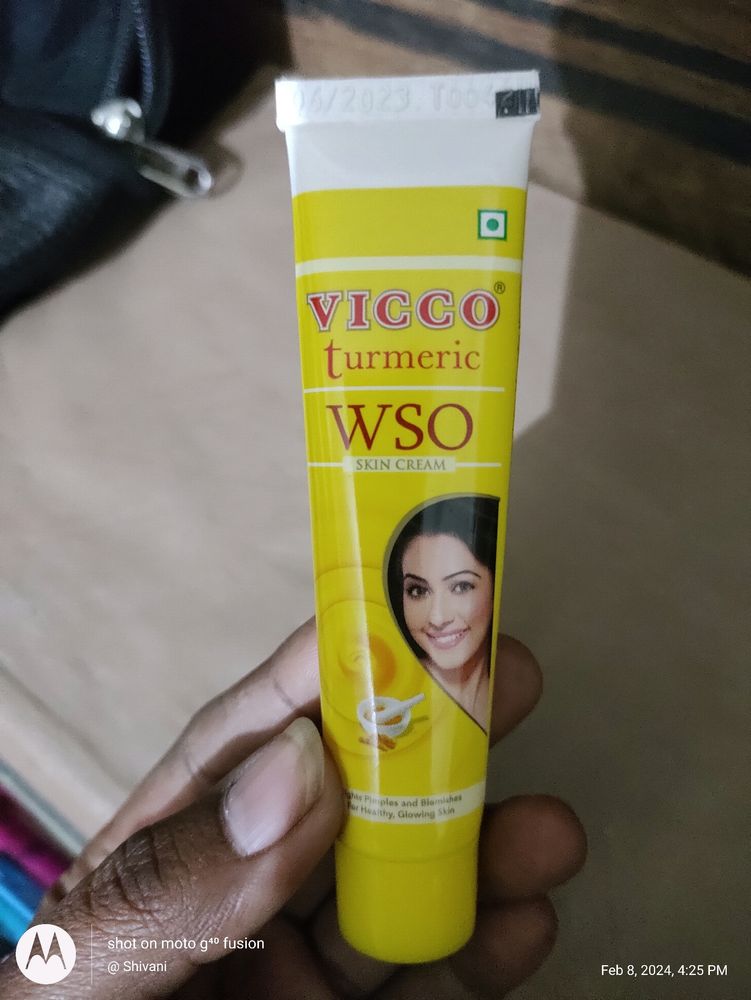 06/2023
VICCO®
turmeric
WSO
SKIN CREAM
Pimples and Blemishes
For Healthy, Glowing Skin
shot on moto g⁴⁰ fusion
@ Shivani
Feb 8, 2024, 4:25 PM